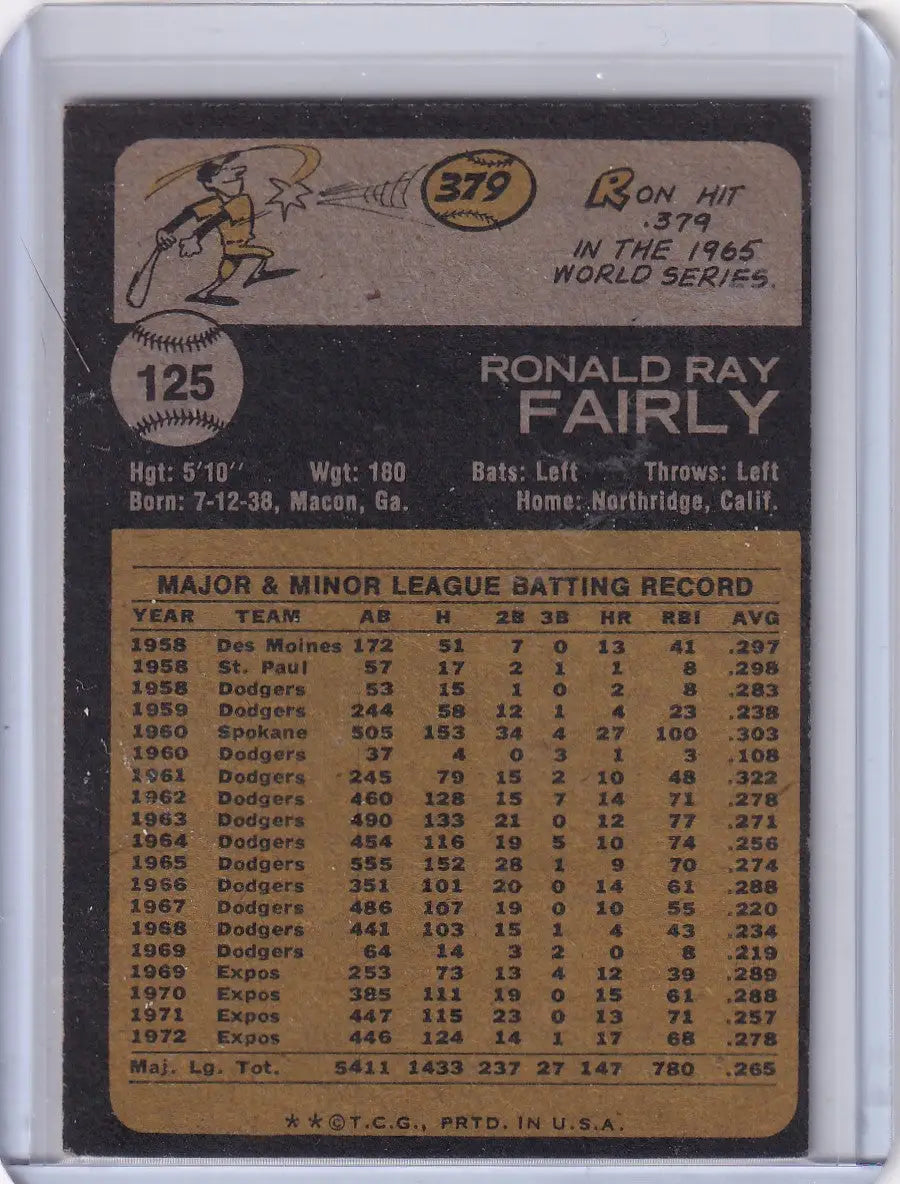 379
RON HIT
.379
IN THE 1965
WORLD SERIES.
125
RONALD RAY
FAIRLY
Hgt: 5'10" Wgt: 180 Bats: Left Throws: Left
Born: 7-12-38, Macon, Ga. Home: Northridge, Calif.
MAJOR & MINOR LEAGUE BATTING RECORD
YEAR TEAM AB H 2B 3B HR RBI AVG
1958 Des Moines 172 51 7 0 13 41 .297
1958 St. Paul 57 17 2 1 1 8 .298
1958 Dodgers 53 15 1 0 2 8 .283
1959 Dodgers 244 58 12 1 4 23 .238
1960 Spokane 505 153 34 4 27 100 .303
1960 Dodgers 37 4 0 3 1 3 .108
1961 Dodgers 245 79 15 2 10 48 .322
1962 Dodgers 460 128 15 7 14 71 .278
1963 Dodgers 490 133 21 0 12 77 .271
1964 Dodgers 454 116 19 5 10 74 .256
1965 Dodgers 555 152 28 1 9 70 .274
1966 Dodgers 351 101 20 0 14 61 .288
1967 Dodgers 486 107 19 0 10 55 .220
1968 Dodgers 441 103 15 1 4 43 .234
1969 Dodgers 64 14 3 2 0 8 .219
1969 Expos 253 73 13 4 12 39 .289
1970 Expos 385 111 19 0 15 61 .288
1971 Expos 447 115 23 0 13 71 .257
1972 Expos 446 124 14 1 17 68 .278
Maj. Lg. Tot. 5411 1433 237 27 147 780 .265
**©T.C.G., PRTD. IN U.S.A.